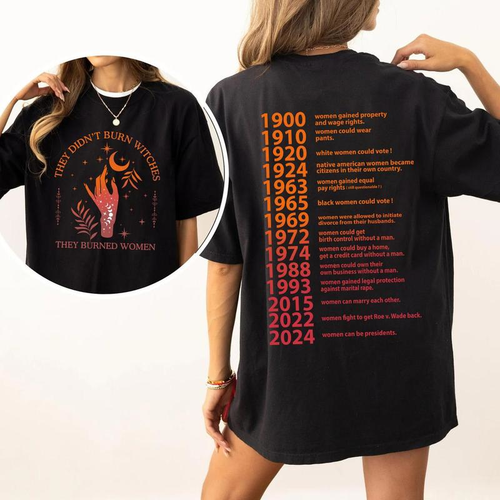 THEY DIDN'T BURN WITCHES
THEY BURNED WOMEN
1900 women gained property
and wage rights.
1910 women could wear
pants.
1920 white women could vote !
1924 native american women became
citizens in their own country.
1963 women gained equal
pay rights ( still questionable ! )
1965 black women could vote !
1969 women were allowed to initiate
divorce from their husbands.
1972 women could get
birth control without a man.
1974 women could buy a home,
get a credit card without a man.
1988 women could own their
own business without a man.
1993 women gained legal protection
against marital rape.
2015 women can marry each other.
2022 women fight to get Roe v. Wade back.
2024 women can be presidents.